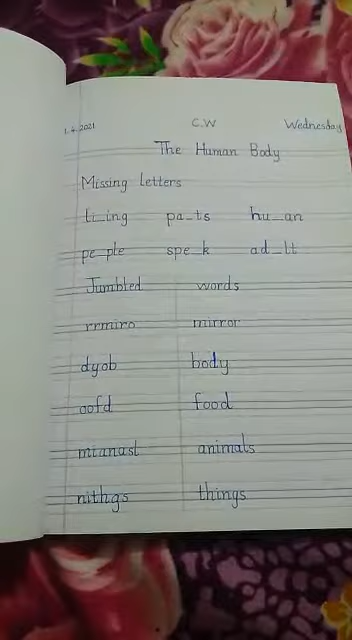 1.4.2021 C.W Wednesday
The Human Body
Missing Letters
li_ing pa_ts hu_an
pe_ple spe_k ad_lt
Jumbled words
rrmiro mirror
dyob body
oofd food
mianasl animals
nithgs things